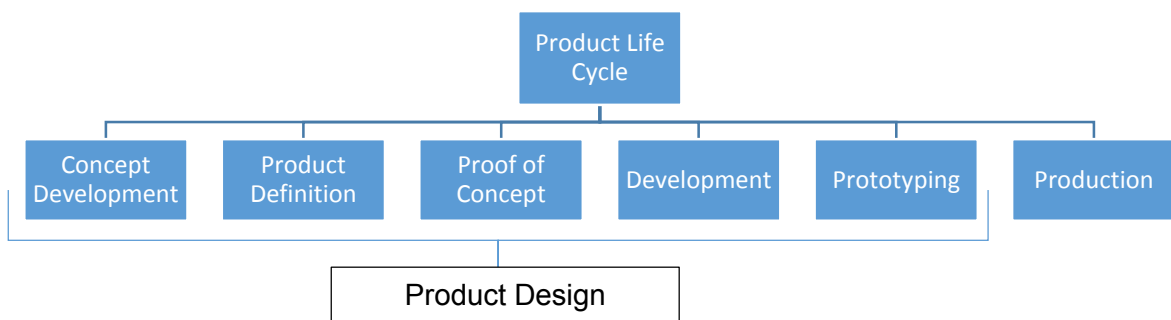 Product Life
Cycle
Concept
Development
Product
Definition
Proof of
Concept
Development
Prototyping
Production
Product Design